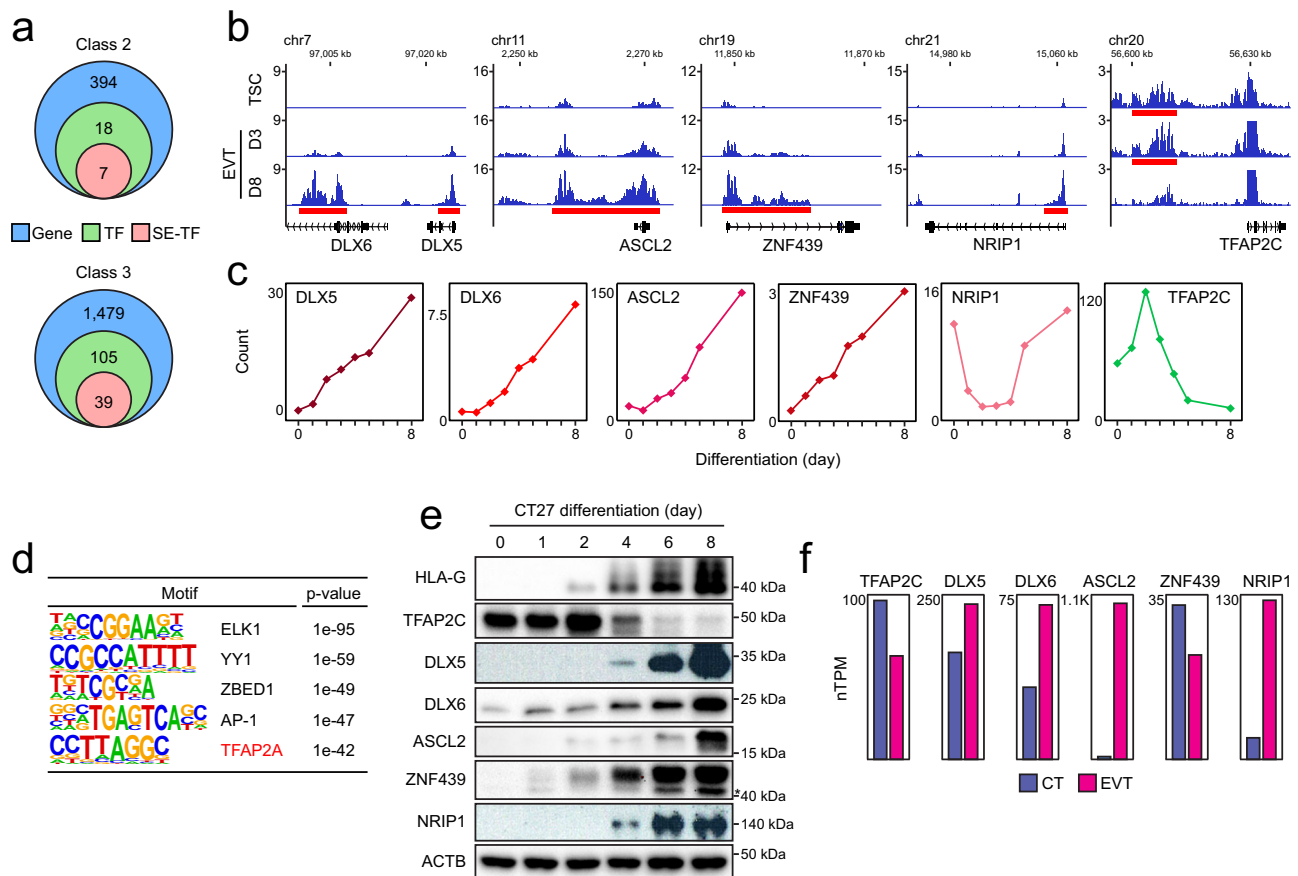 a
Class 2
394
18
7
Gene TF SE-TF
Class 3
1,479
105
39
b
chr7 chr11 chr19 chr21 chr20
97,005 kb 97,020 kb 2,250 kb 2,270 kb 11,850 kb 11,870 kb 14,980 kb 15,060 kb 56,600 kb 56,630 kb
TSC 9 16 12 15 3
EVT
D3 9 16 12 15 3
D8 9 16 12 15 3
DLX6 DLX5 ASCL2 ZNF439 NRIP1 TFAP2C
c
Count
DLX5 30 0 0 8
DLX6 7.5 0 0 8
ASCL2 150 0 0 8
ZNF439 3 0 0 8
NRIP1 16 0 0 8
TFAP2C 120 0 0 8
Differentiation (day)
d
Motif p-value
ELK1 1e-95
YY1 1e-59
ZBED1 1e-49
AP-1 1e-47
TFAP2A 1e-42
e
CT27 differentiation (day)
0 1 2 4 6 8
HLA-G 40 kDa
TFAP2C 50 kDa
DLX5 35 kDa
DLX6 25 kDa
ASCL2 15 kDa
ZNF439 * 40 kDa
NRIP1 140 kDa
ACTB 50 kDa
f
TFAP2C DLX5 DLX6 ASCL2 ZNF439 NRIP1
100 250 75 1.1K 35 130
nTPM
CT EVT